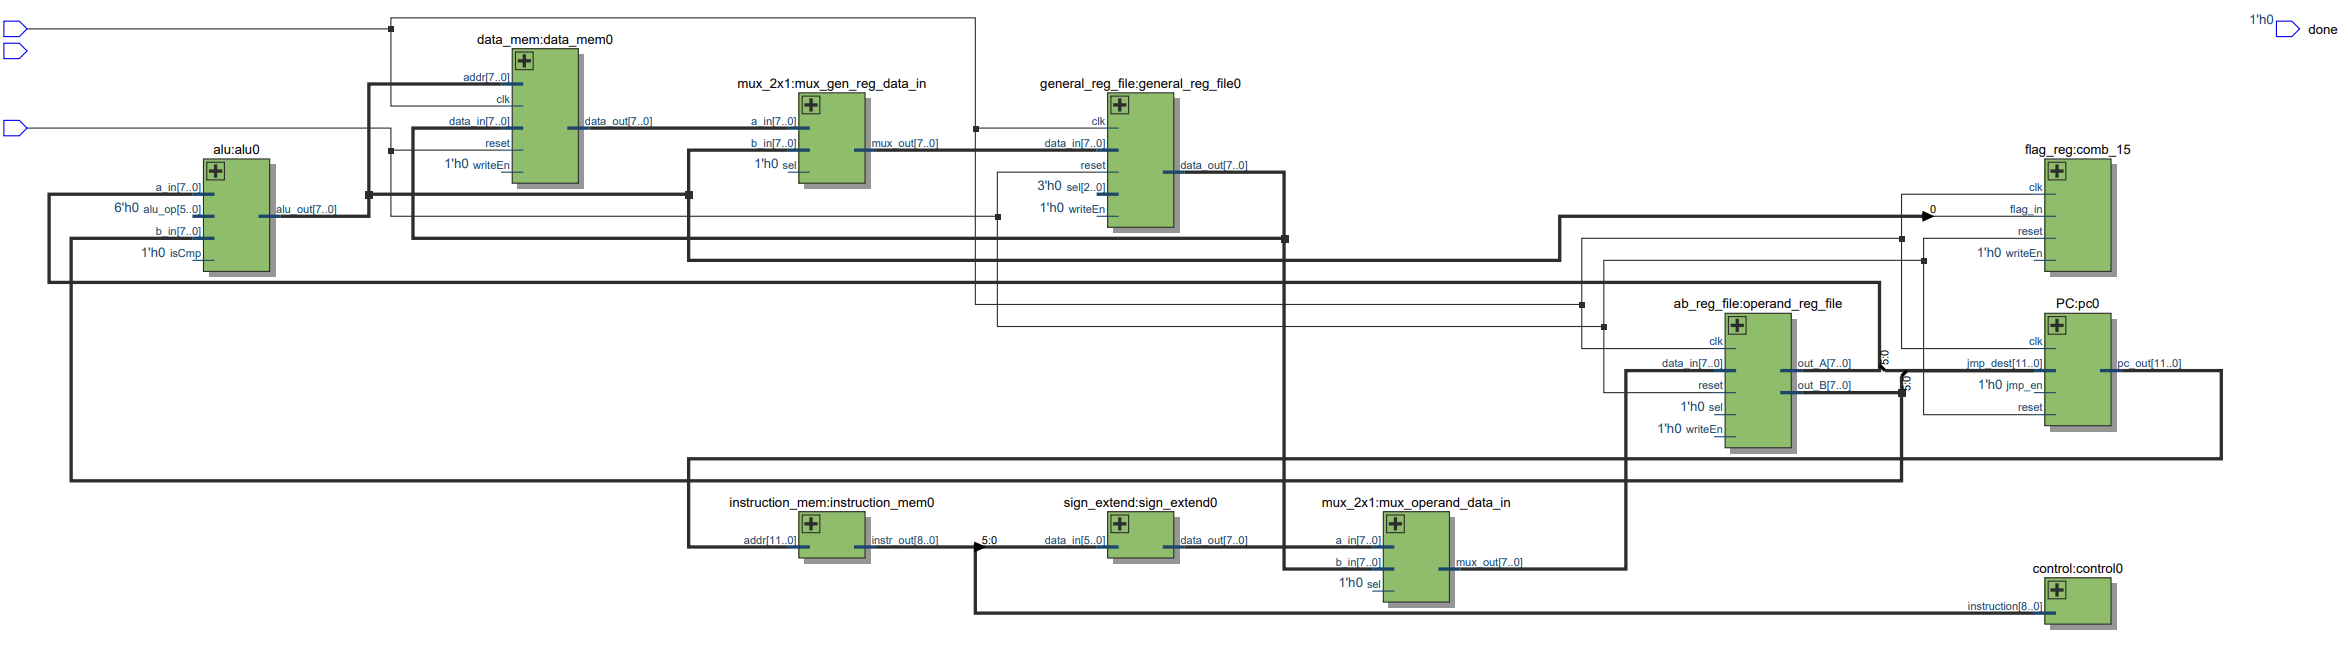 1'h0
done
data_mem:data_mem0
addr[7..0]
clk
data_in[7..0]
reset
1'h0 writeEn
data_out[7..0]
mux_2x1:mux_gen_reg_data_in
a_in[7..0]
b_in[7..0]
1'h0 sel
mux_out[7..0]
general_reg_file:general_reg_file0
clk
data_in[7..0]
reset
3'h0 sel[2..0]
1'h0 writeEn
data_out[7..0]
alu:alu0
a_in[7..0]
6'h0 alu_op[5..0]
b_in[7..0]
1'h0 isCmp
alu_out[7..0]
flag_reg:comb_15
clk
0
flag_in
reset
1'h0 writeEn
ab_reg_file:operand_reg_file
clk
data_in[7..0]
reset
1'h0 sel
1'h0 writeEn
out_A[7..0]
out_B[7..0]
5:0
5:0
PC:pc0
clk
jmp_dest[11..0]
1'h0 jmp_en
reset
pc_out[11..0]
instruction_mem:instruction_mem0
addr[11..0]
instr_out[8..0]
5:0
sign_extend:sign_extend0
data_in[5..0]
data_out[7..0]
mux_2x1:mux_operand_data_in
a_in[7..0]
b_in[7..0]
1'h0 sel
mux_out[7..0]
control:control0
instruction[8..0]